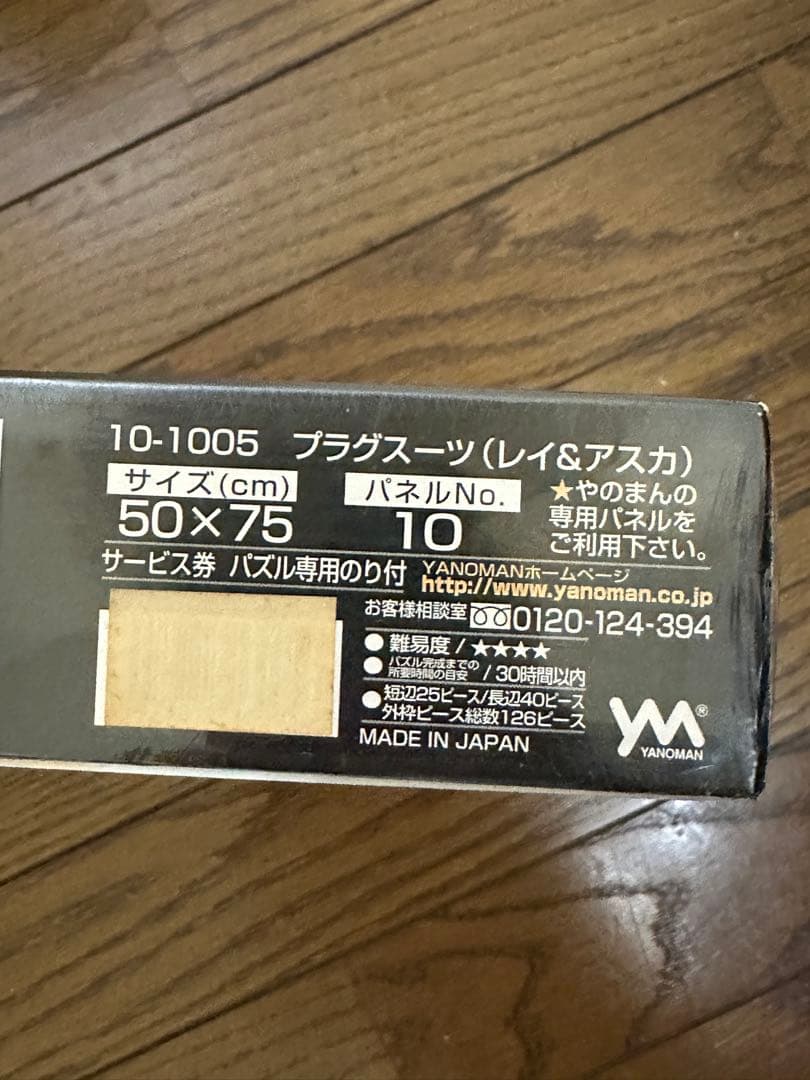 10-1005 プラグスーツ(レイ&アスカ)
サイズ(cm)
50×75
パネルNo.
10
★やのまんの
専用パネルを
ご利用下さい。
サービス券 パズル専用のり付
YANOMANホームページ
http://www.yanoman.co.jp
お客様相談室 0120-124-394
●難易度/★★★★
●パズル完成までの
所要時間の目安/30時間以内
●短辺25ピース/長辺40ピース
外枠ピース総数126ピース
MADE IN JAPAN
YM®
YANOMAN